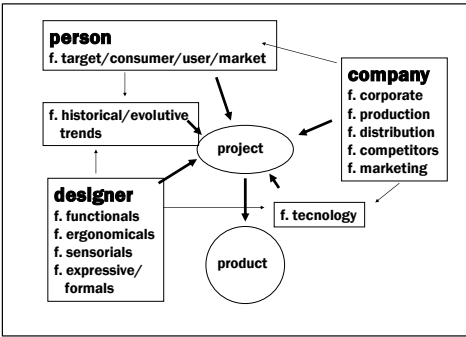 person
f. target/consumer/user/market
company
f. corporate
f. production
f. distribution
f. competitors
f. marketing
f. historical/evolutive
trends
project
designer
f. functionals
f. ergonomicals
f. sensorials
f. expressive/
formals
f. tecnology
product